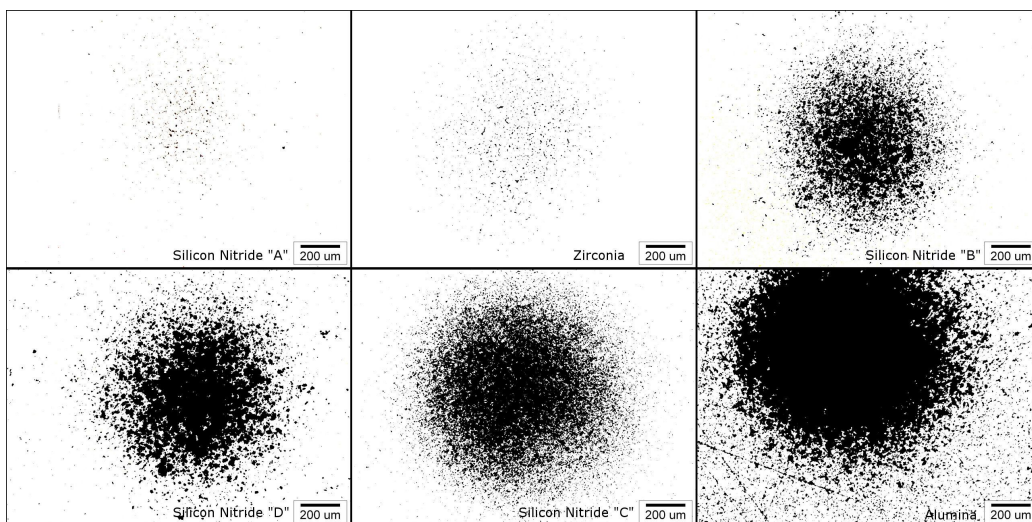 Silicon Nitride "A"
200 um
Zirconia
200 um
Silicon Nitride "B"
200 um
Silicon Nitride "D"
200 um
Silicon Nitride "C"
200 um
Alumina
200 um